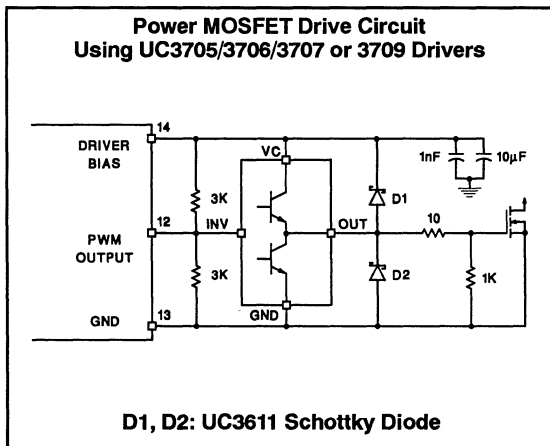 Power MOSFET Drive Circuit
Using UC3705/3706/3707 or 3709 Drivers
14
DRIVER
BIAS
VC
1nF
10µF
3K
D1
12
INV
OUT
10
PWM
OUTPUT
3K
D2
1K
GND
13
GND
D1, D2: UC3611 Schottky Diode